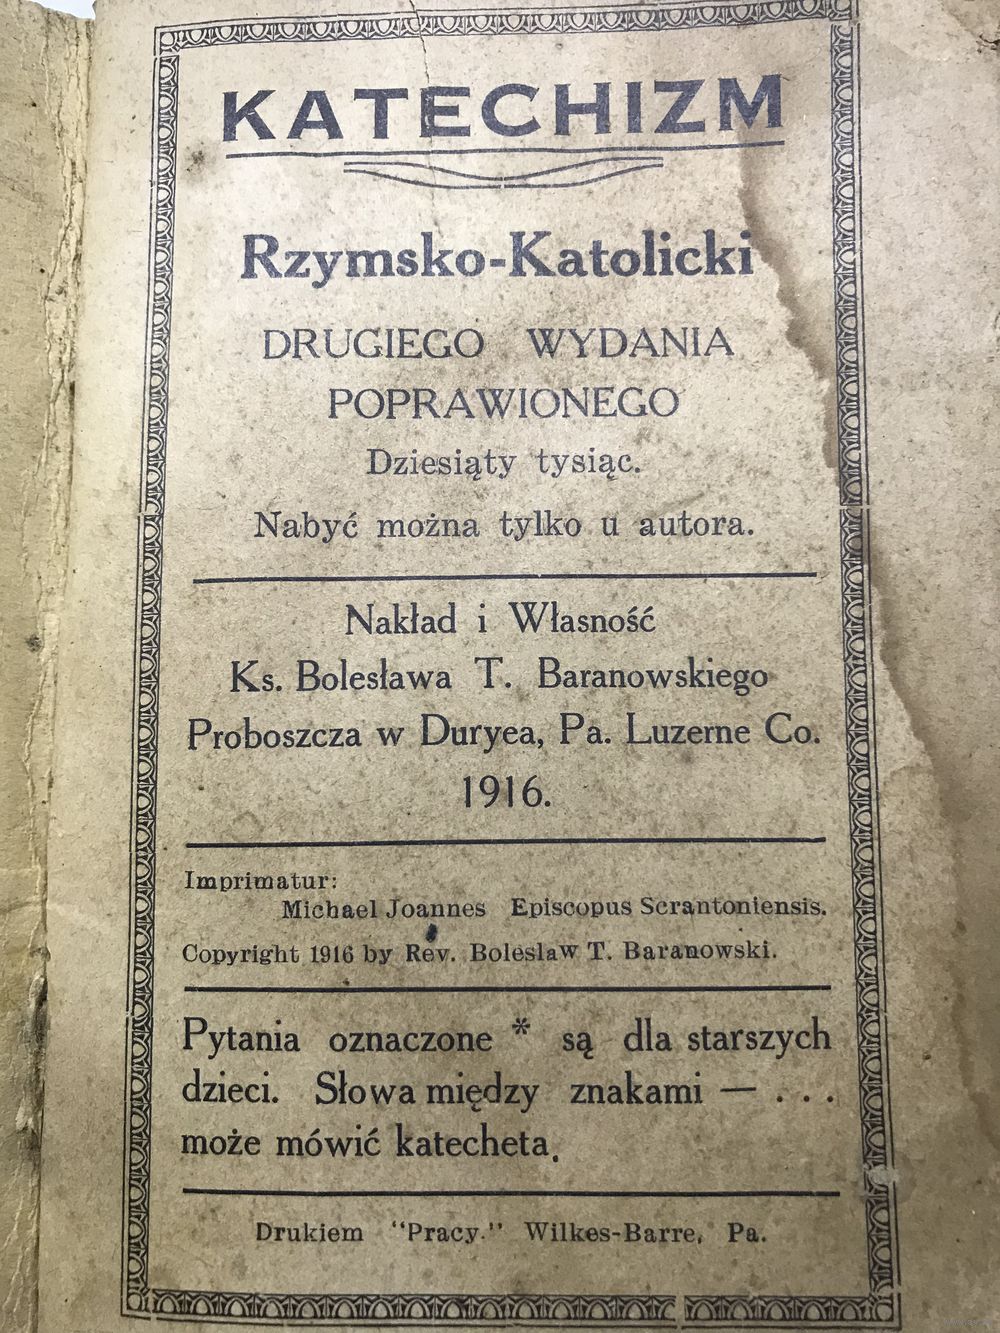 KATECHIZM
Rzymsko-Katolicki
DRUGIEGO WYDANIA
POPRAWIONEGO
Dziesiąty tysiąc.
Nabyć można tylko u autora.
Nakład i Własność
Ks. Bolesława T. Baranowskiego
Proboszcza w Duryea, Pa. Luzerne Co.
1916.
Imprimatur:
Michael Joannes Episcopus Scrantoniensis.
Copyright 1916 by Rev. Boleslaw T. Baranowski.
Pytania oznaczone * są dla starszych
dzieci. Słowa między znakami — . . .
może mówić katecheta.
Drukiem "Pracy." Wilkes-Barre, Pa.